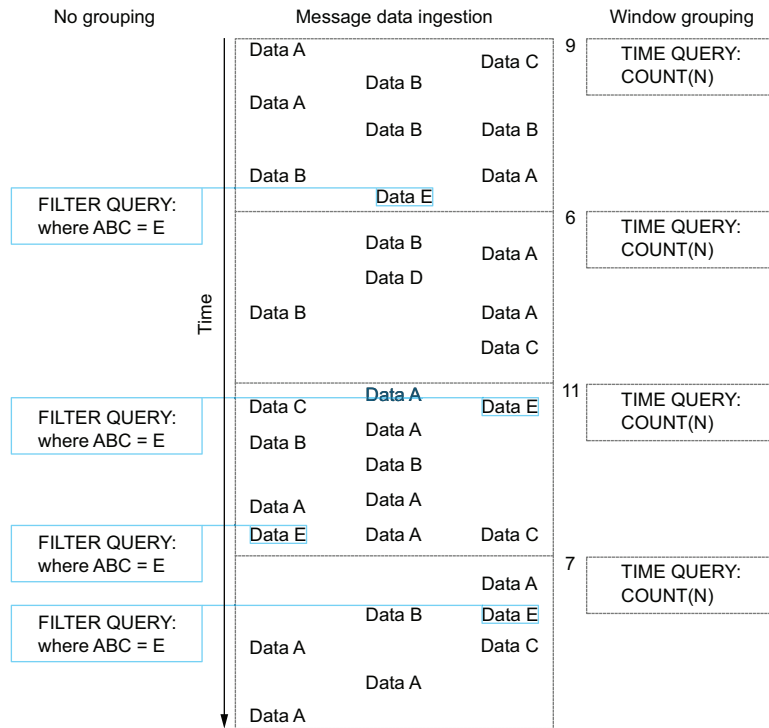 No grouping
Message data ingestion
Window grouping
Data A
9
TIME QUERY:
COUNT(N)
Data C
Data B
Data A
Data B
Data B
Data B
Data A
FILTER QUERY:
where ABC = E
Data E
6
TIME QUERY:
COUNT(N)
Data B
Data A
Data D
Time
Data B
Data A
Data C
Data A
11
TIME QUERY:
COUNT(N)
FILTER QUERY:
where ABC = E
Data C
Data E
Data A
Data B
Data B
Data A
Data A
FILTER QUERY:
where ABC = E
Data E
Data A
Data C
7
TIME QUERY:
COUNT(N)
Data A
FILTER QUERY:
where ABC = E
Data B
Data E
Data A
Data C
Data A
Data A